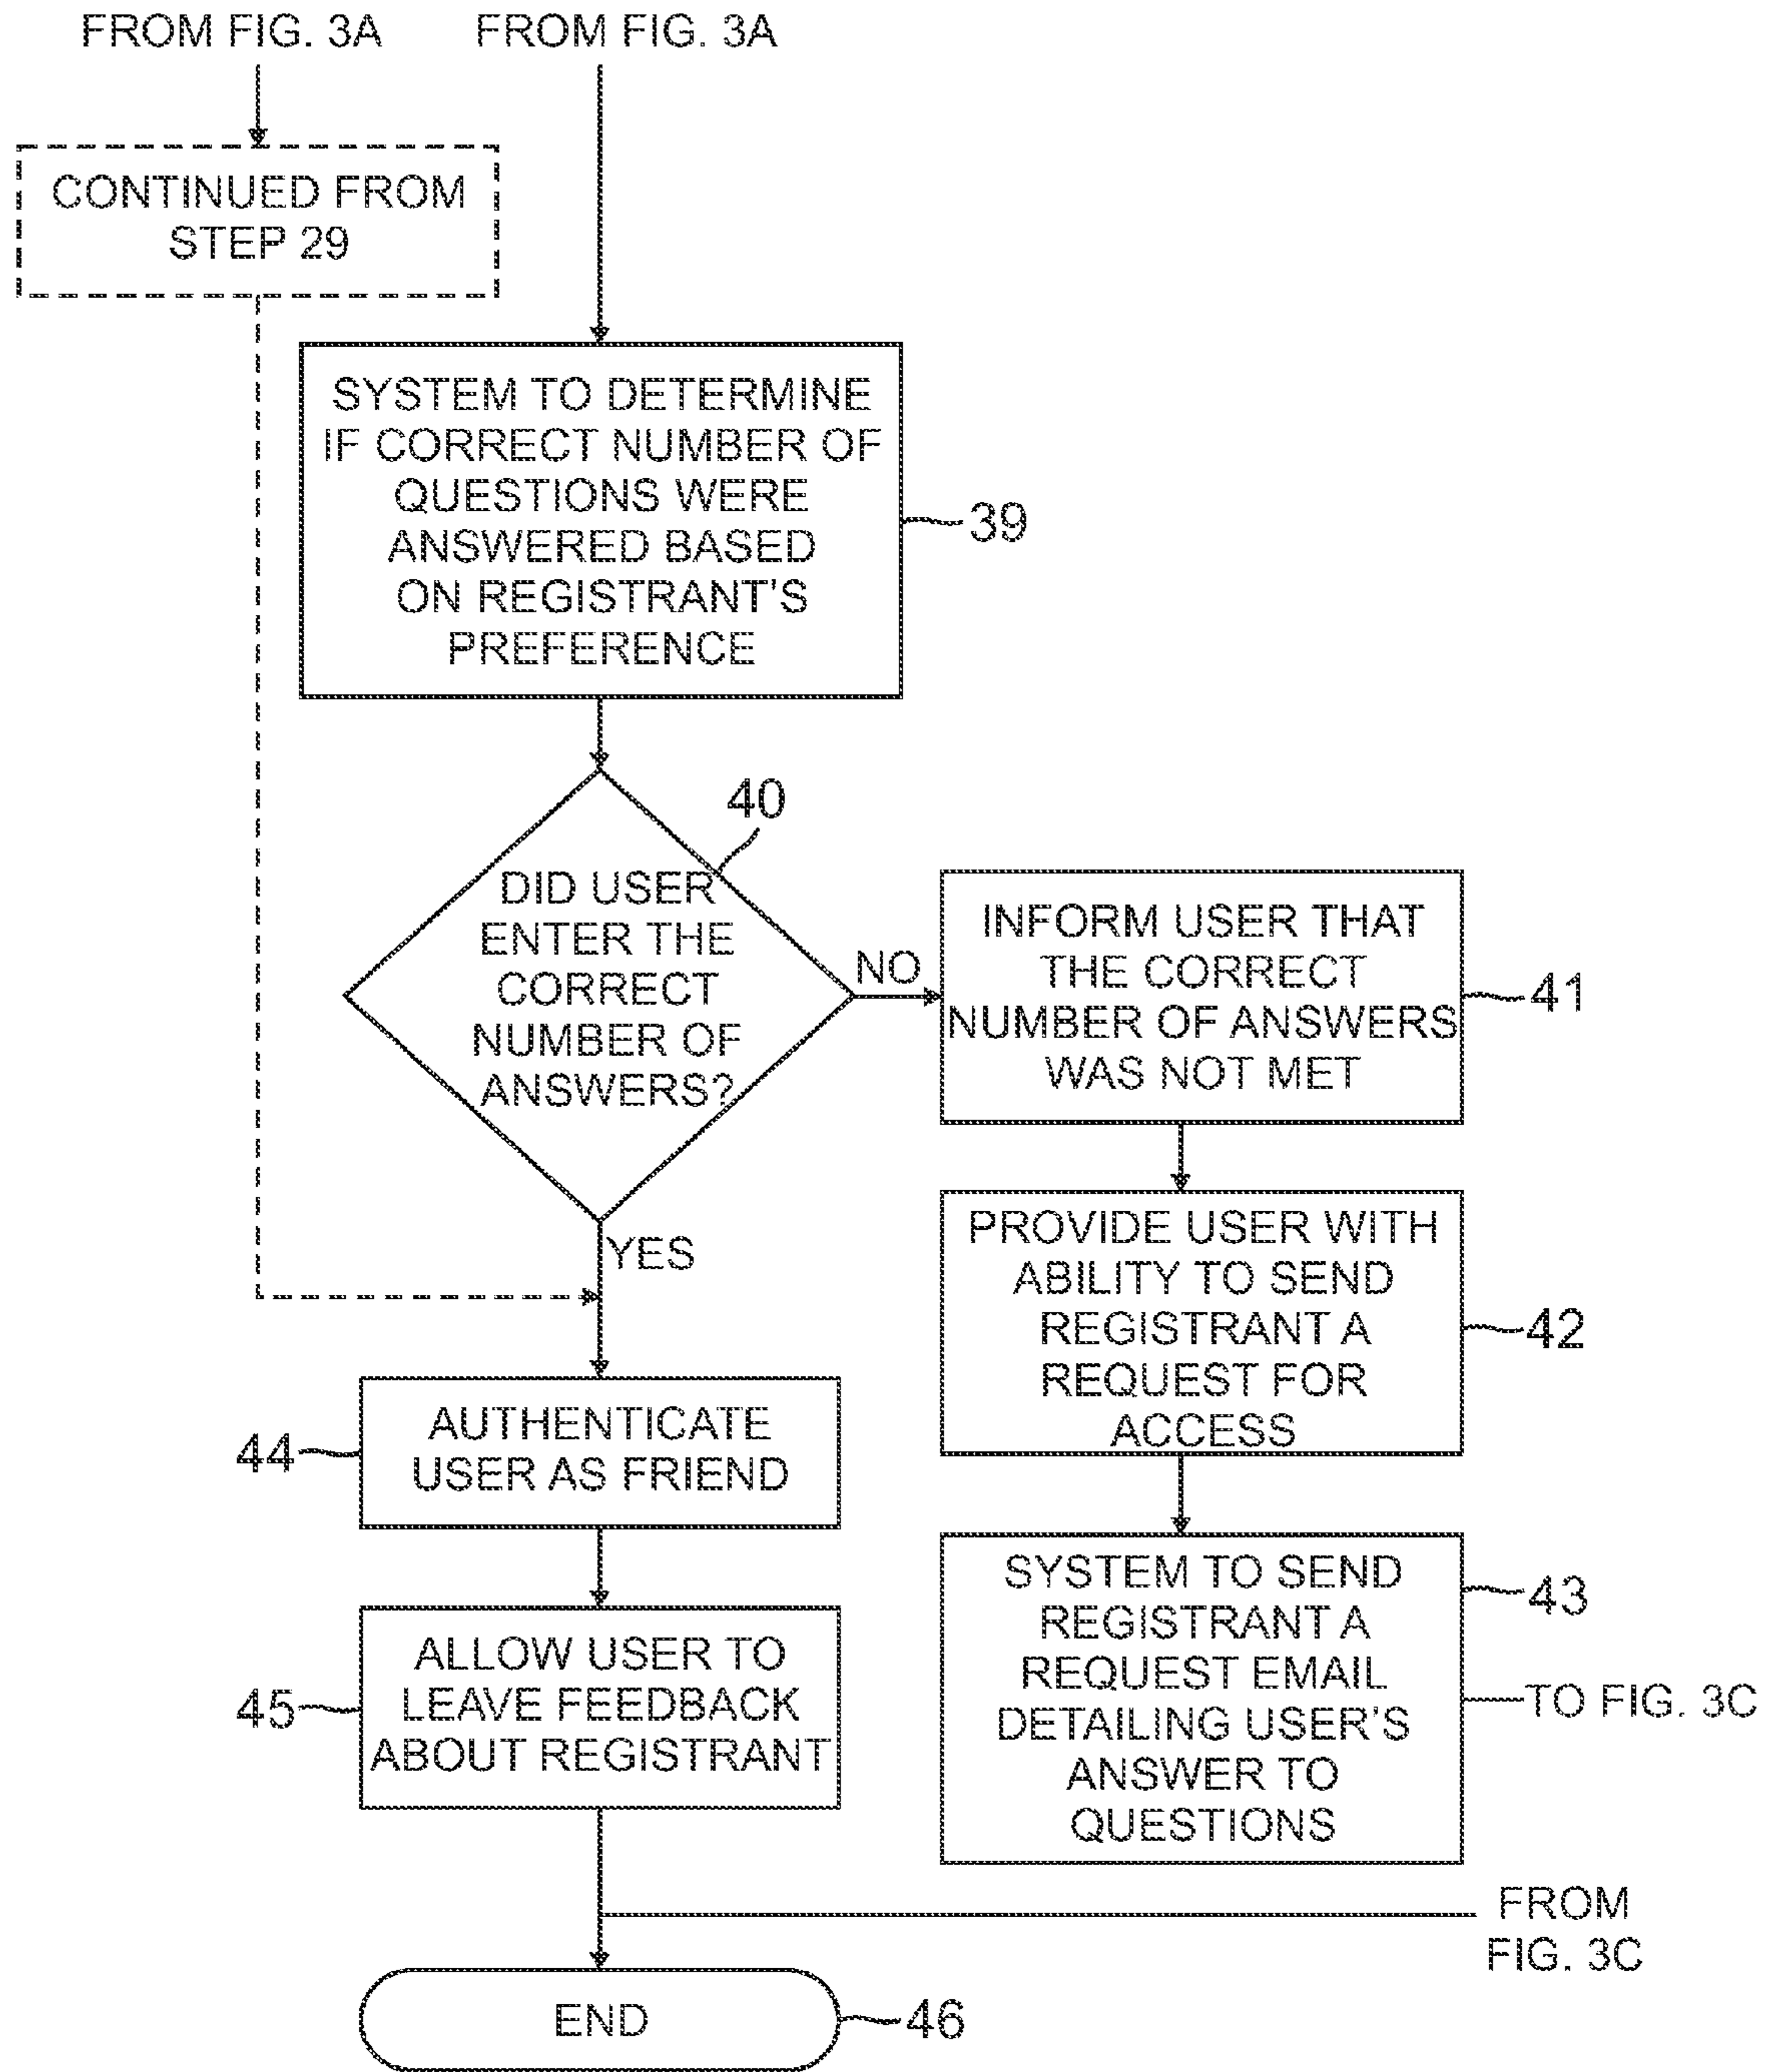 FROM FIG. 3A
FROM FIG. 3A
CONTINUED FROM
STEP 29
SYSTEM TO DETERMINE
IF CORRECT NUMBER OF
QUESTIONS WERE
ANSWERED BASED
ON REGISTRANT'S
PREFERENCE
39
40
DID USER
ENTER THE
CORRECT
NUMBER OF
ANSWERS?
NO
INFORM USER THAT
THE CORRECT
NUMBER OF ANSWERS
WAS NOT MET
41
YES
PROVIDE USER WITH
ABILITY TO SEND
REGISTRANT A
REQUEST FOR
ACCESS
42
44
AUTHENTICATE
USER AS FRIEND
SYSTEM TO SEND
REGISTRANT A
REQUEST EMAIL
DETAILING USER'S
ANSWER TO
QUESTIONS
43
TO FIG. 3C
45
ALLOW USER TO
LEAVE FEEDBACK
ABOUT REGISTRANT
FROM
FIG. 3C
END
46